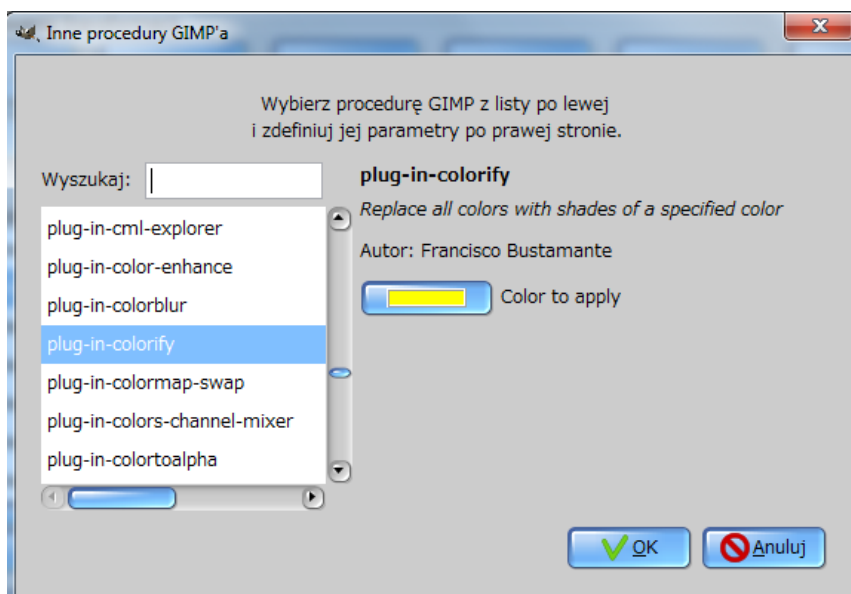 Inne procedury GIMP'a
Wybierz procedurę GIMP z listy po lewej
i zdefiniuj jej parametry po prawej stronie.
Wyszukaj:
plug-in-cml-explorer
plug-in-color-enhance
plug-in-colorblur
plug-in-colorify
plug-in-colormap-swap
plug-in-colors-channel-mixer
plug-in-colortoalpha
plug-in-colorify
Replace all colors with shades of a specified color
Autor: Francisco Bustamante
Color to apply
OK
Anuluj